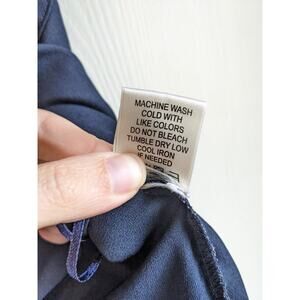 MACHINE WASH
COLD WITH
LIKE COLORS
DO NOT BLEACH
TUMBLE DRY LOW
COOL IRON
IF NEEDED